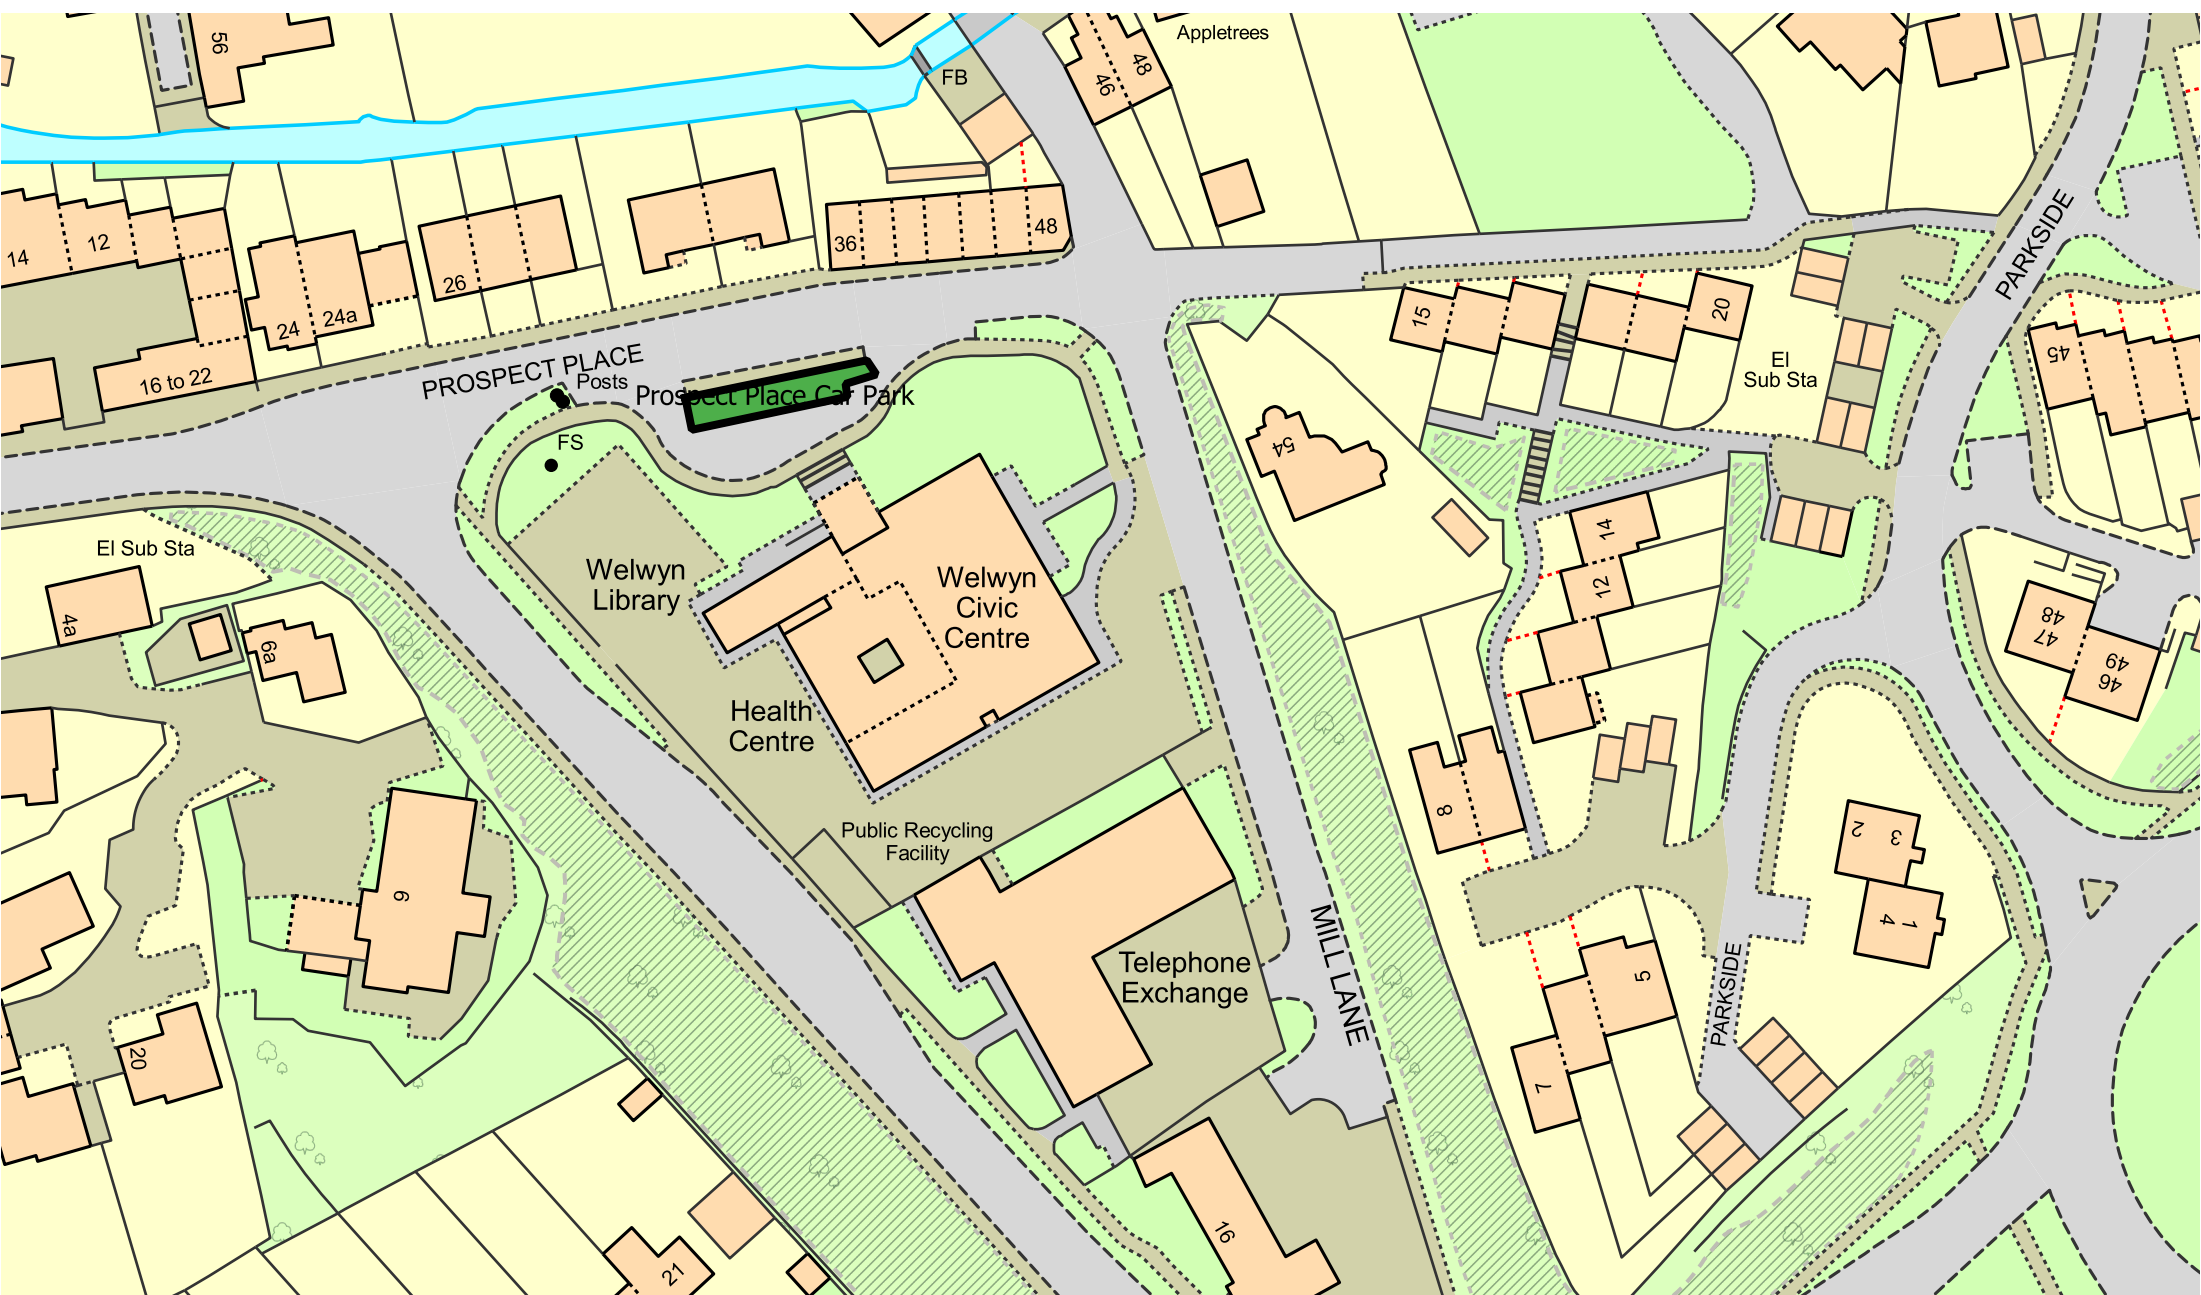 56
Appletrees
48
46
FB
14
12
36
48
26
24
24a
16 to 22
PROSPECT PLACE
Posts
Prospect Place Car Park
FS
PARKSIDE
15
20
El
Sub Sta
45
54
14
12
El Sub Sta
4a
6a
Welwyn
Library
Welwyn
Civic
Centre
Health
Centre
48
47
49
46
8
2
3
Public Recycling
Facility
6
1
4
MILL LANE
Telephone
Exchange
PARKSIDE
5
7
20
16
21